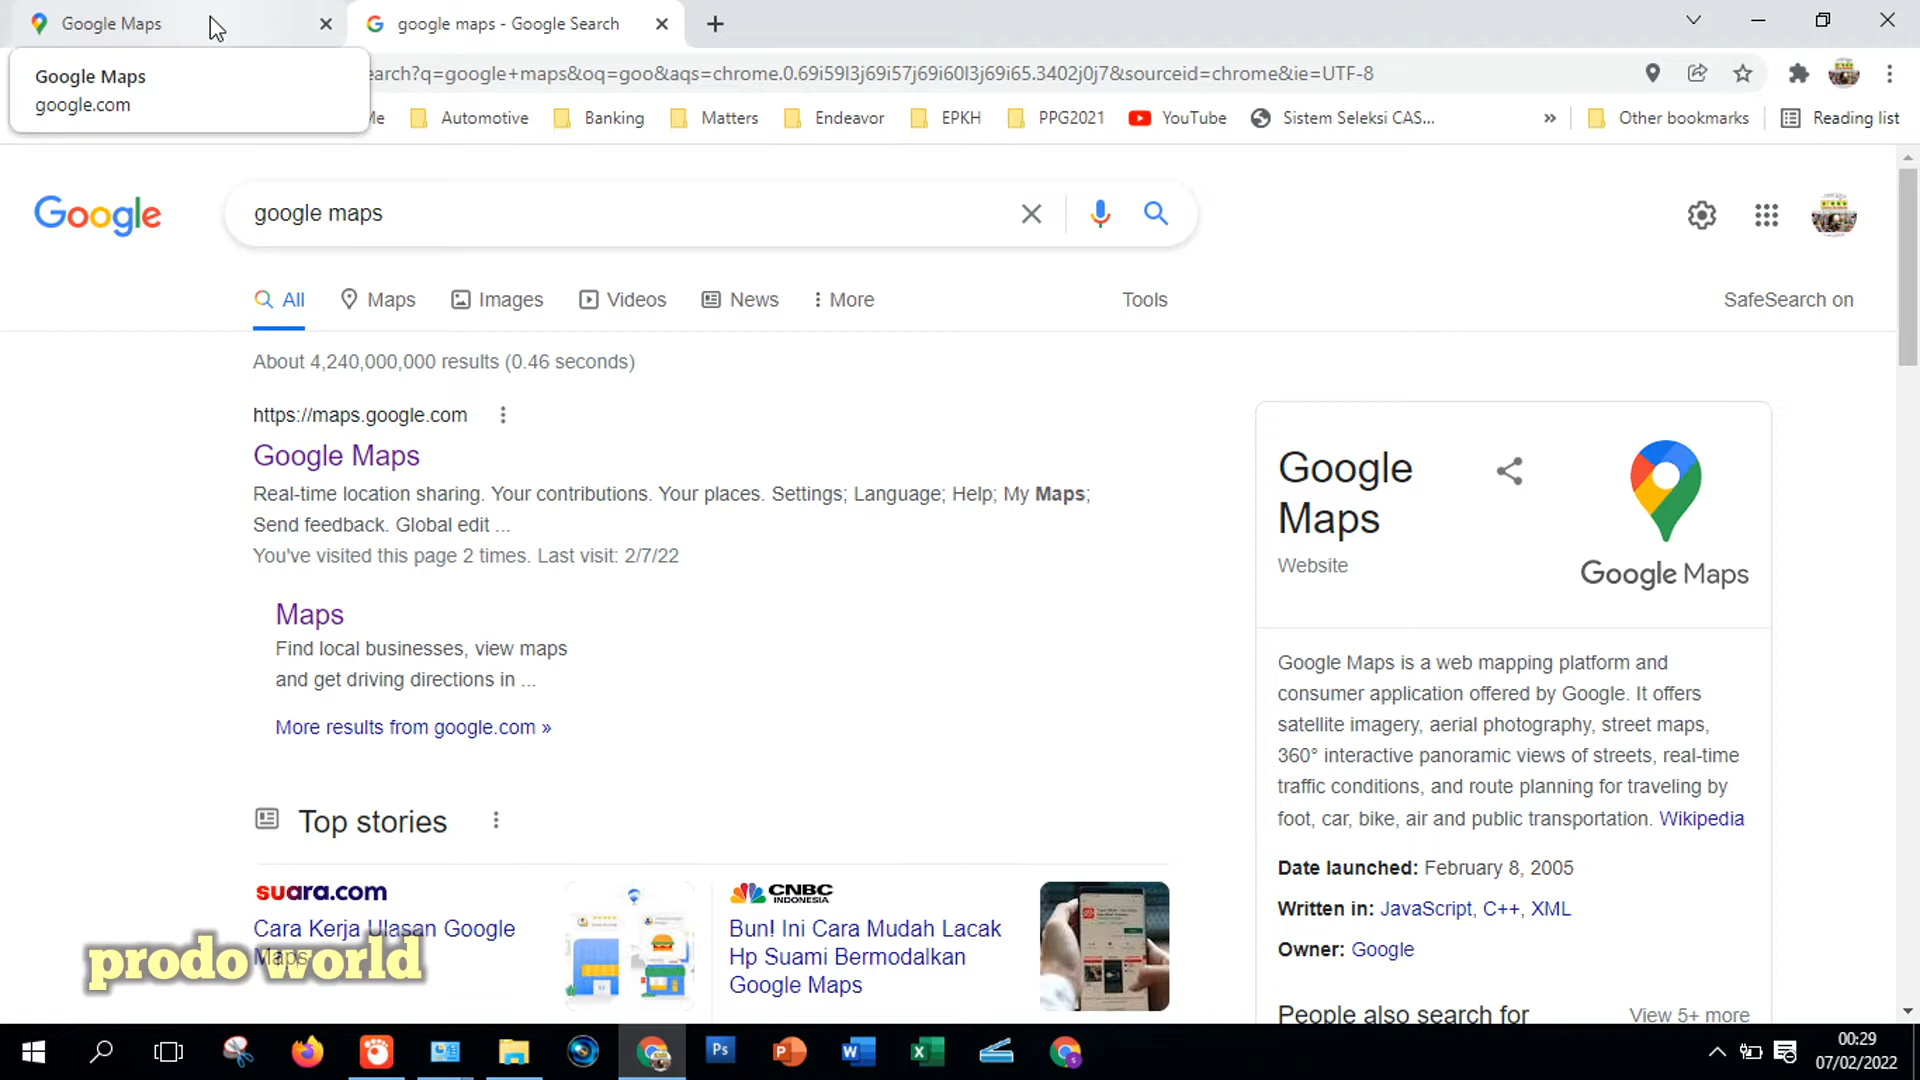 Google Maps
google maps - Google Search
Google Maps
google.com
earch?q=google+maps&oq=goo&aqs=chrome.0.69i59l3j69i57j69i60l3j69i65.3402j0j7&sourceid=chrome&ie=UTF-8
Me
Automotive
Banking
Matters
Endeavor
EPKH
PPG2021
YouTube
Sistem Seleksi CAS...
»
Other bookmarks
Reading list
Google
google maps
All
Maps
Images
Videos
News
More
Tools
SafeSearch on
About 4,240,000,000 results (0.46 seconds)
https://maps.google.com
Google Maps
Real-time location sharing. Your contributions. Your places. Settings; Language; Help; My Maps;
Send feedback. Global edit ...
You've visited this page 2 times. Last visit: 2/7/22
Maps
Find local businesses, view maps
and get driving directions in ...
More results from google.com »
Top stories
suara.com
Cara Kerja Ulasan Google
Maps
CNBC
INDONESIA
Bun! Ini Cara Mudah Lacak
Hp Suami Bermodalkan
Google Maps
prodo world
Google
Maps
Website
Google Maps
Google Maps is a web mapping platform and
consumer application offered by Google. It offers
satellite imagery, aerial photography, street maps,
360° interactive panoramic views of streets, real-time
traffic conditions, and route planning for traveling by
foot, car, bike, air and public transportation. Wikipedia
Date launched: February 8, 2005
Written in: JavaScript, C++, XML
Owner: Google
People also search for
View 5+ more
Ps
00:29
07/02/2022